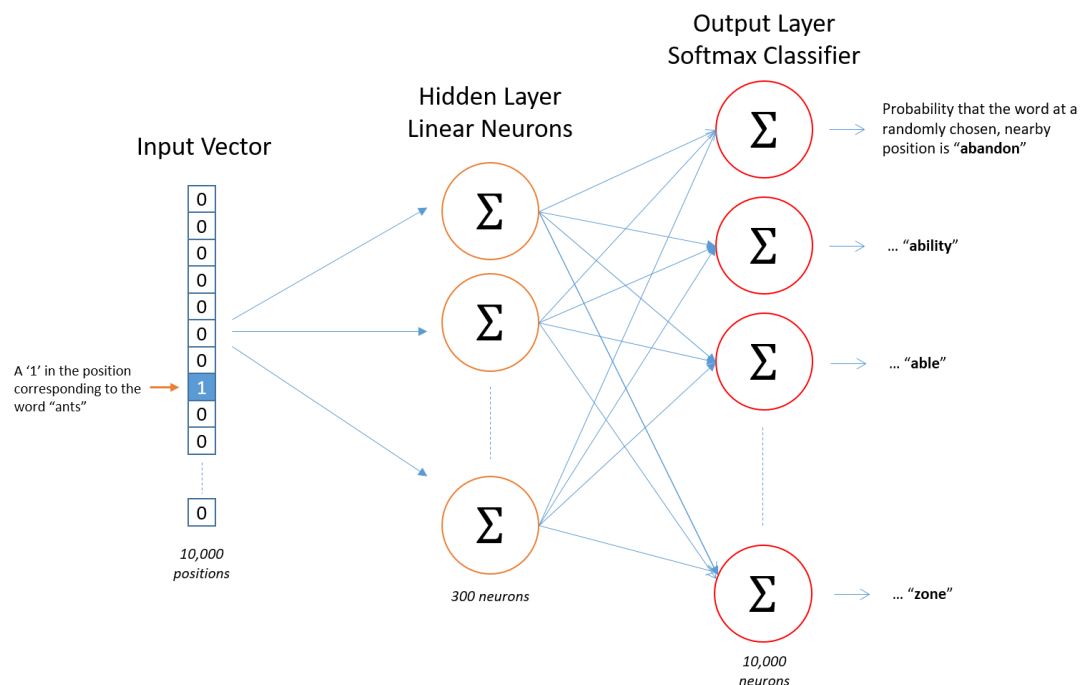 Output Layer
Softmax Classifier
Hidden Layer
Linear Neurons
Input Vector
0
0
0
0
0
0
0
1
0
0
0
A ‘1’ in the position
corresponding to the
word “ants”
10,000
positions
Σ
Σ
Σ
300 neurons
Σ
Σ
Σ
Σ
10,000
neurons
Probability that the word at a
randomly chosen, nearby
position is “abandon”
... “ability”
... “able”
... “zone”